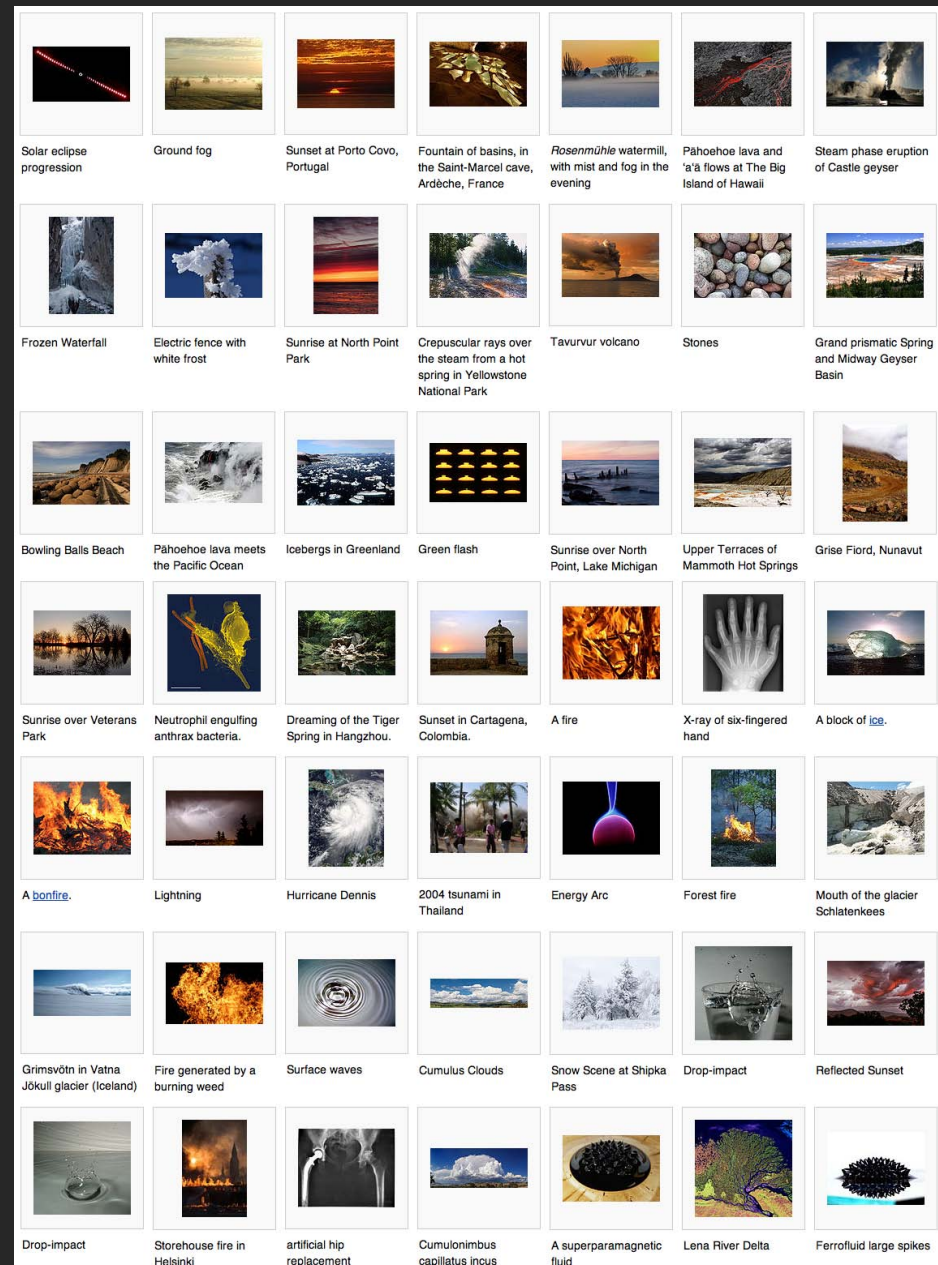 Solar eclipse
progression
Ground fog
Sunset at Porto Covo,
Portugal
Fountain of basins, in
the Saint-Marcel cave,
Ardèche, France
Rosenmühle watermill,
with mist and fog in the
evening
Pāhoehoe lava and
ʻaʻā flows at The Big
Island of Hawaii
Steam phase eruption
of Castle geyser
Frozen Waterfall
Electric fence with
white frost
Sunrise at North Point
Park
Crepuscular rays over
the steam from a hot
spring in Yellowstone
National Park
Tavurvur volcano
Stones
Grand prismatic Spring
and Midway Geyser
Basin
Bowling Balls Beach
Pāhoehoe lava meets
the Pacific Ocean
Icebergs in Greenland
Green flash
Sunrise over North
Point, Lake Michigan
Upper Terraces of
Mammoth Hot Springs
Grise Fiord, Nunavut
Sunrise over Veterans
Park
Neutrophil engulfing
anthrax bacteria.
Dreaming of the Tiger
Spring in Hangzhou.
Sunset in Cartagena,
Colombia.
A fire
X-ray of six-fingered
hand
A block of ice.
A bonfire.
Lightning
Hurricane Dennis
2004 tsunami in
Thailand
Energy Arc
Forest fire
Mouth of the glacier
Schlatenkees
Grimsvötn in Vatna
Jökull glacier (Iceland)
Fire generated by a
burning weed
Surface waves
Cumulus Clouds
Snow Scene at Shipka
Pass
Drop-impact
Reflected Sunset
Drop-impact
Storehouse fire in
Helsinki
artificial hip
replacement
Cumulonimbus
capillatus incus
A superparamagnetic
fluid
Lena River Delta
Ferrofluid large spikes